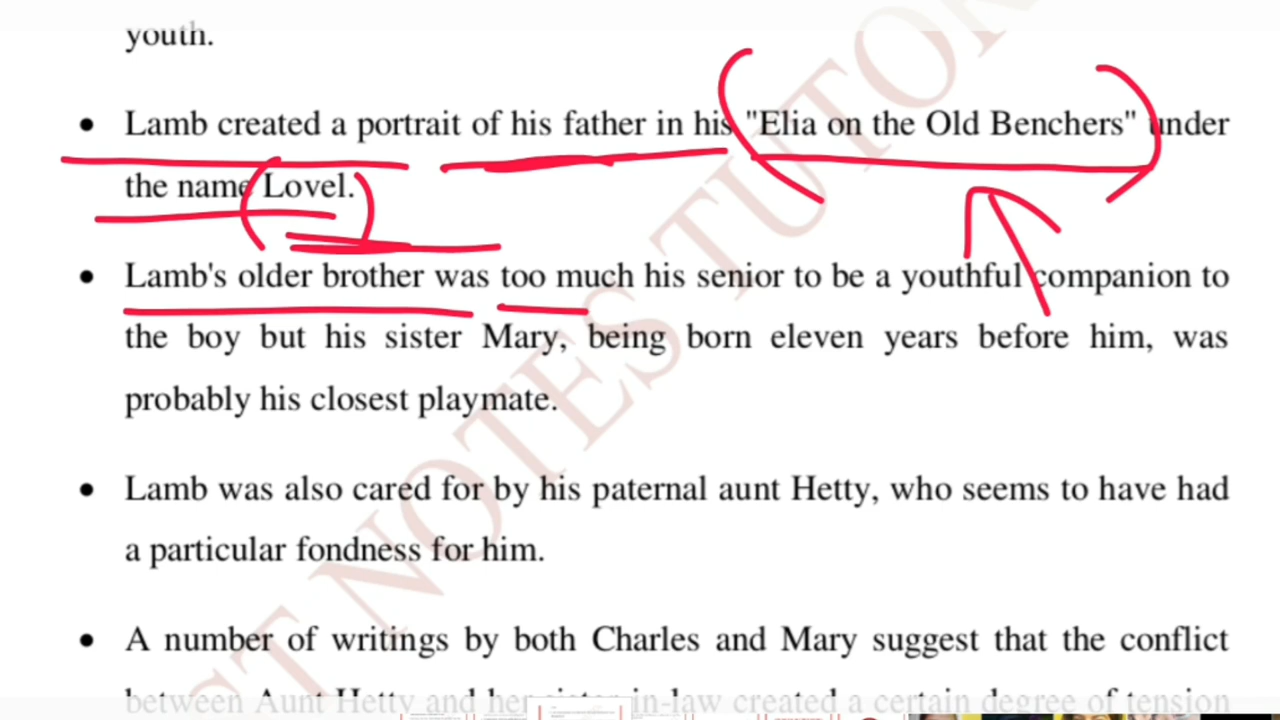 youth.
• Lamb created a portrait of his father in his "Elia on the Old Benchers" under
the name Lovel.
• Lamb's older brother was too much his senior to be a youthful companion to
the boy but his sister Mary, being born eleven years before him, was
probably his closest playmate.
• Lamb was also cared for by his paternal aunt Hetty, who seems to have had
a particular fondness for him.
• A number of writings by both Charles and Mary suggest that the conflict
between Aunt Hetty and her sister-in-law created a certain degree of tension
NOTES TUTOR